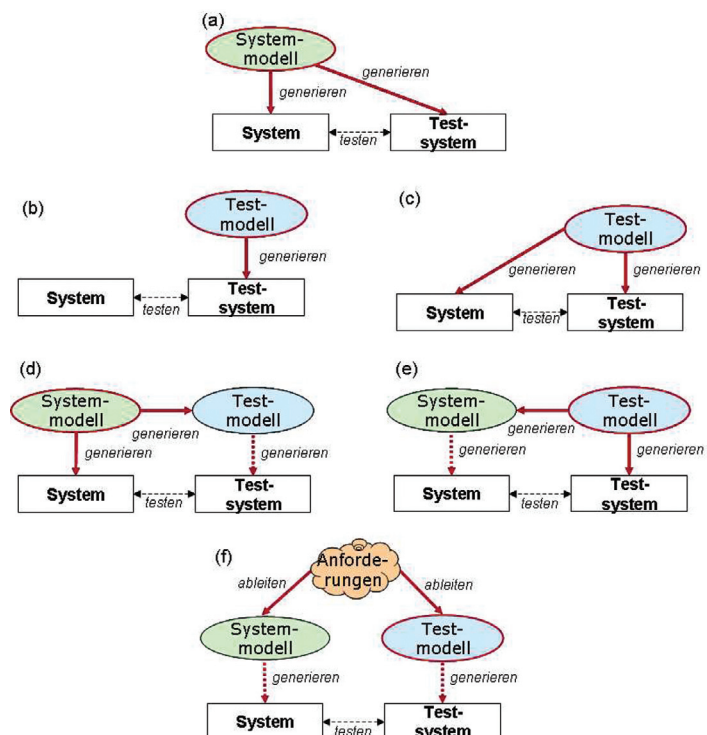 (a)
System-
modell
generieren
generieren
System
testen
Test-
system
(b)
Test-
modell
generieren
System
testen
Test-
system
(c)
Test-
modell
generieren
generieren
System
testen
Test-
system
(d)
System-
modell
generieren
Test-
modell
generieren
generieren
System
testen
Test-
system
(e)
System-
modell
generieren
Test-
modell
generieren
generieren
System
testen
Test-
system
(f)
Anforde-
rungen
ableiten
ableiten
System-
modell
Test-
modell
generieren
generieren
System
testen
Test-
system